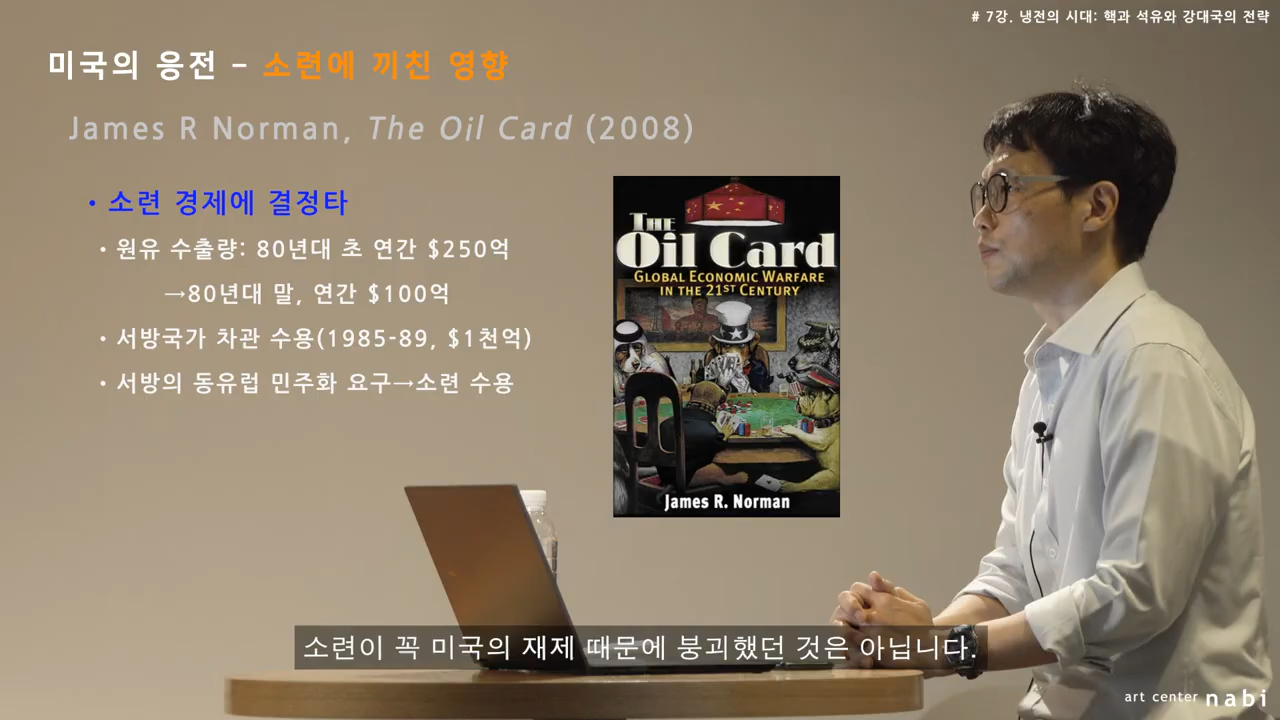 # 7강. 냉전의 시대: 핵과 석유와 강대국의 전략
미국의 응전 – 소련에 끼친 영향
James R Norman, The Oil Card (2008)
• 소련 경제에 결정타
• 원유 수출량: 80년대 초 연간 $250억
→80년대 말, 연간 $100억
• 서방국가 차관 수용(1985-89, $1천억)
• 서방의 동유럽 민주화 요구→소련 수용
THE
Oil Card
GLOBAL ECONOMIC WARFARE
IN THE 21ST CENTURY
James R. Norman
소련이 꼭 미국의 재제 때문에 붕괴했던 것은 아닙니다.
art center nabi